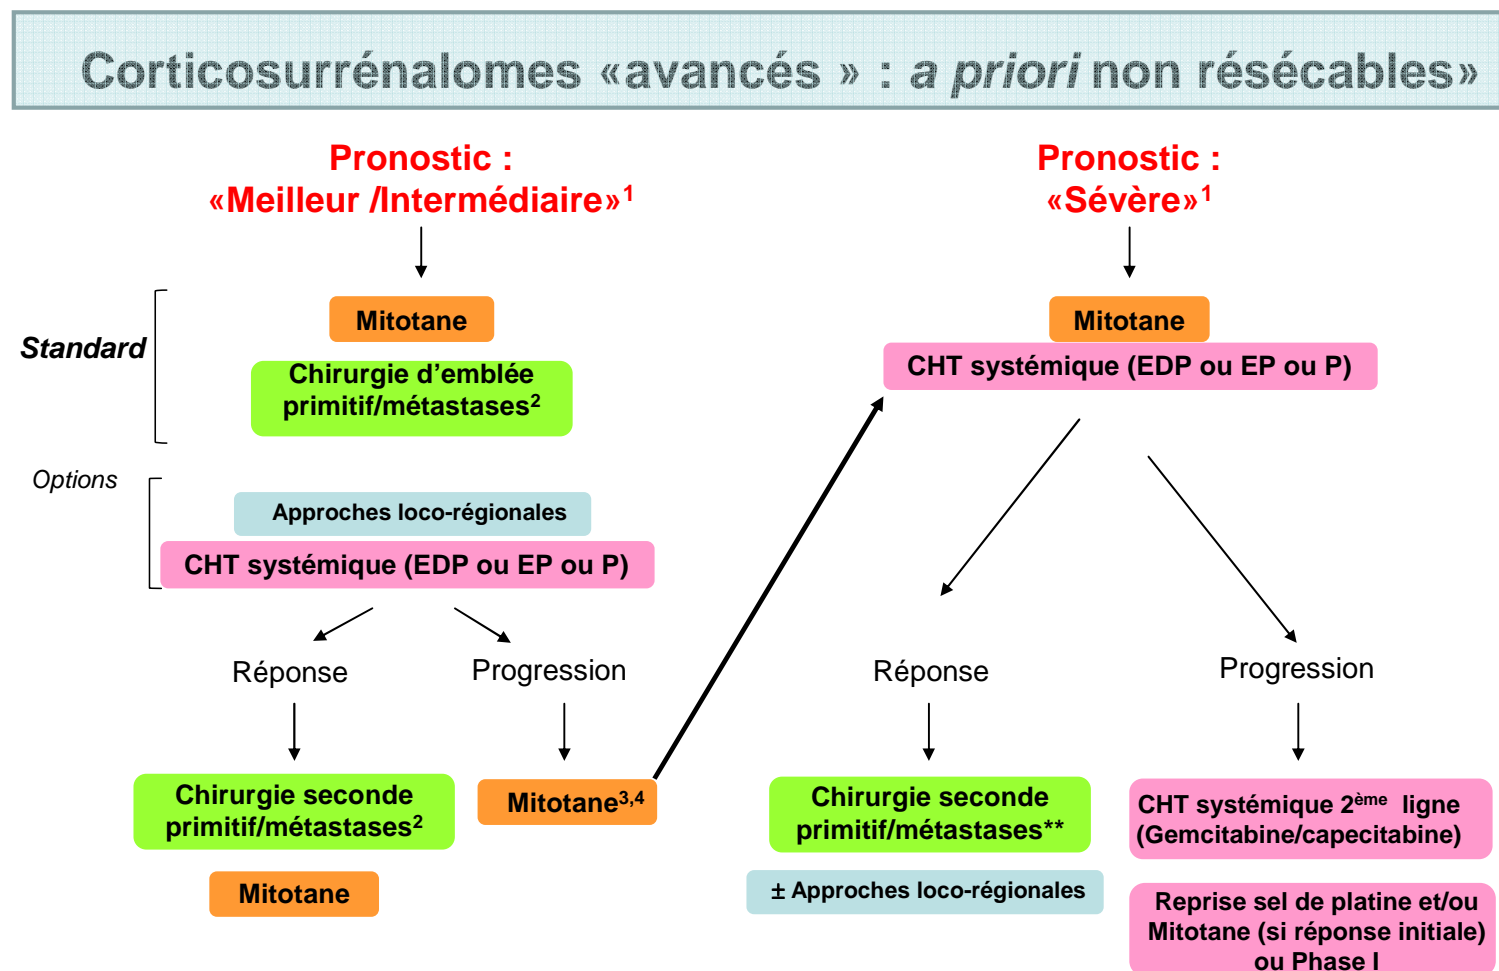 Corticosurrénalomes «avancés » : a priori non résécables»
Pronostic :
«Meilleur /Intermédiaire»1
Pronostic :
«Sévère»1
Standard
Mitotane
Chirurgie d'emblée
primitif/métastases2
Mitotane
CHT systémique (EDP ou EP ou P)
Options
Approches loco-régionales
CHT systémique (EDP ou EP ou P)
Réponse
Progression
Réponse
Progression
Chirurgie seconde
primitif/métastases2
Mitotane
Mitotane3,4
Chirurgie seconde
primitif/métastases**
± Approches loco-régionales
CHT systémique 2ème ligne
(Gemcitabine/capecitabine)
Reprise sel de platine et/ou
Mitotane (si réponse initiale)
ou Phase I